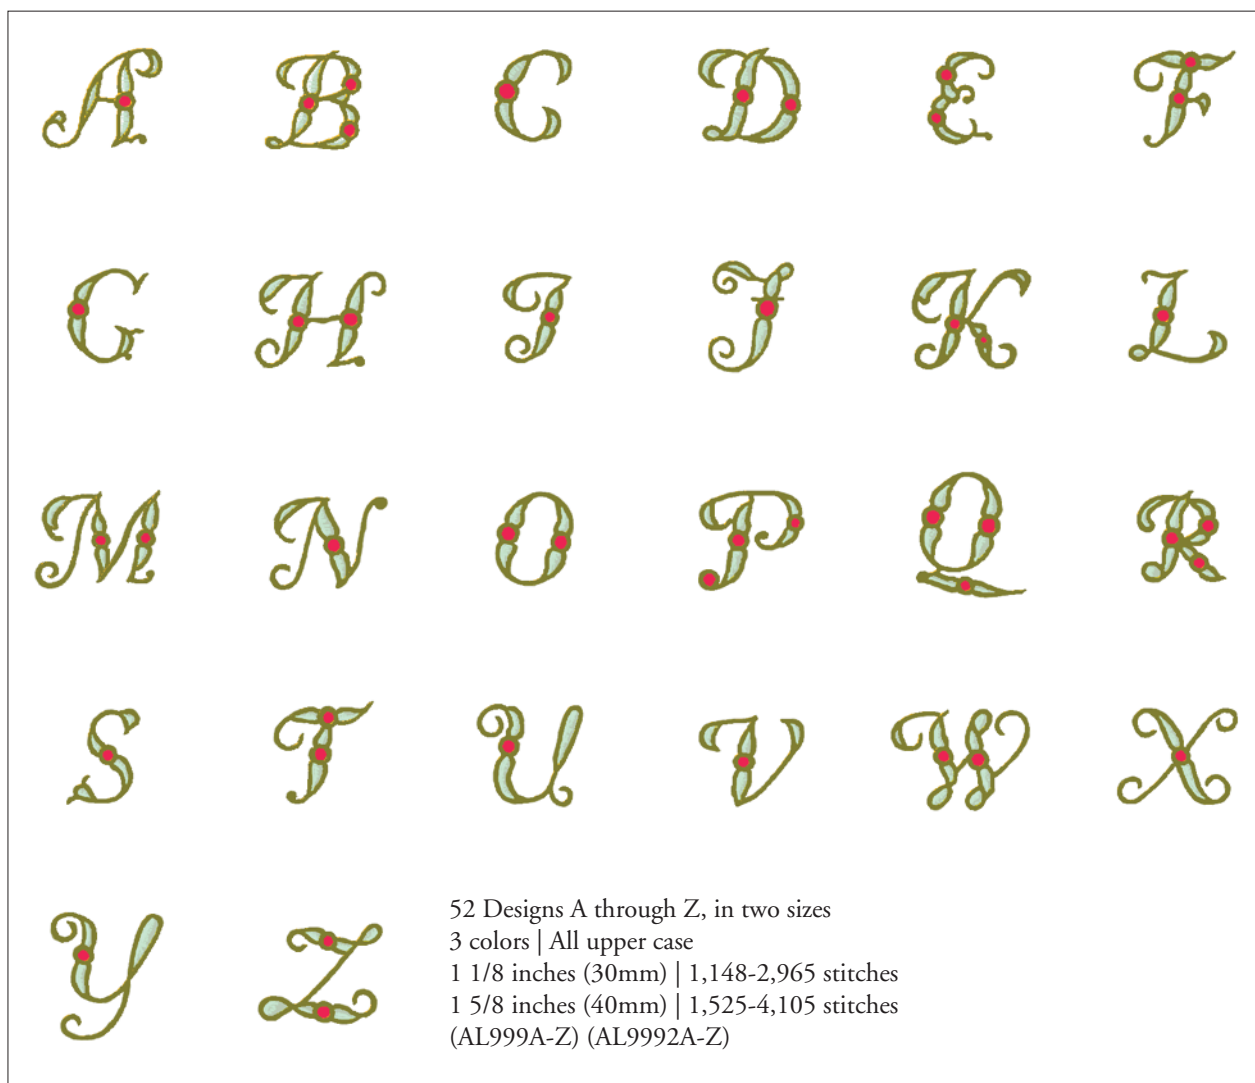 A B C D E F
G H I J K L
M N O P Q R
S T U V W X
Y Z
52 Designs A through Z, in two sizes
3 colors | All upper case
1 1/8 inches (30mm) | 1,148-2,965 stitches
1 5/8 inches (40mm) | 1,525-4,105 stitches
(AL999A-Z) (AL9992A-Z)